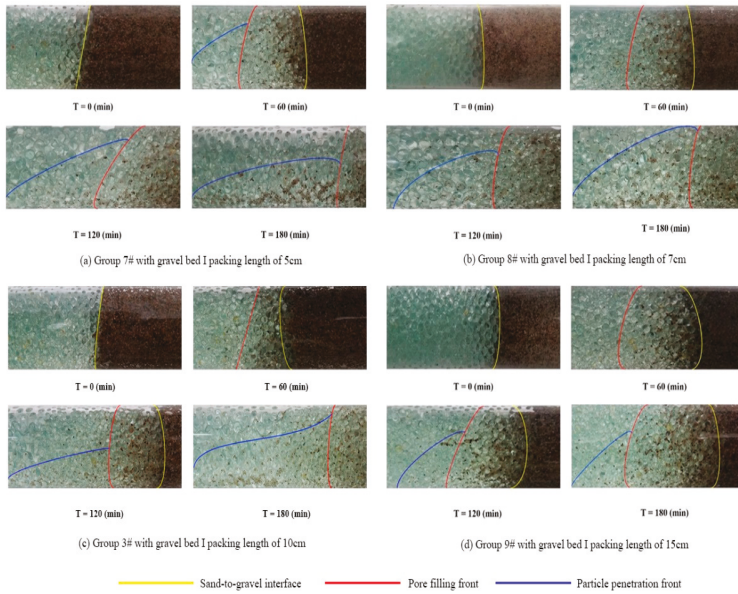 T = 0 (min)
T = 60 (min)
T = 0 (min)
T = 60 (min)
T = 120 (min)
T = 180 (min)
T = 120 (min)
T = 180 (min)
(a) Group 7# with gravel bed I packing length of 5cm
(b) Group 8# with gravel bed I packing length of 7cm
T = 0 (min)
T = 60 (min)
T = 0 (min)
T = 60 (min)
T = 120 (min)
T = 180 (min)
T = 120 (min)
T = 180 (min)
(c) Group 3# with gravel bed I packing length of 10cm
(d) Group 9# with gravel bed I packing length of 15cm
Sand-to-gravel interface
Pore filling front
Particle penetration front